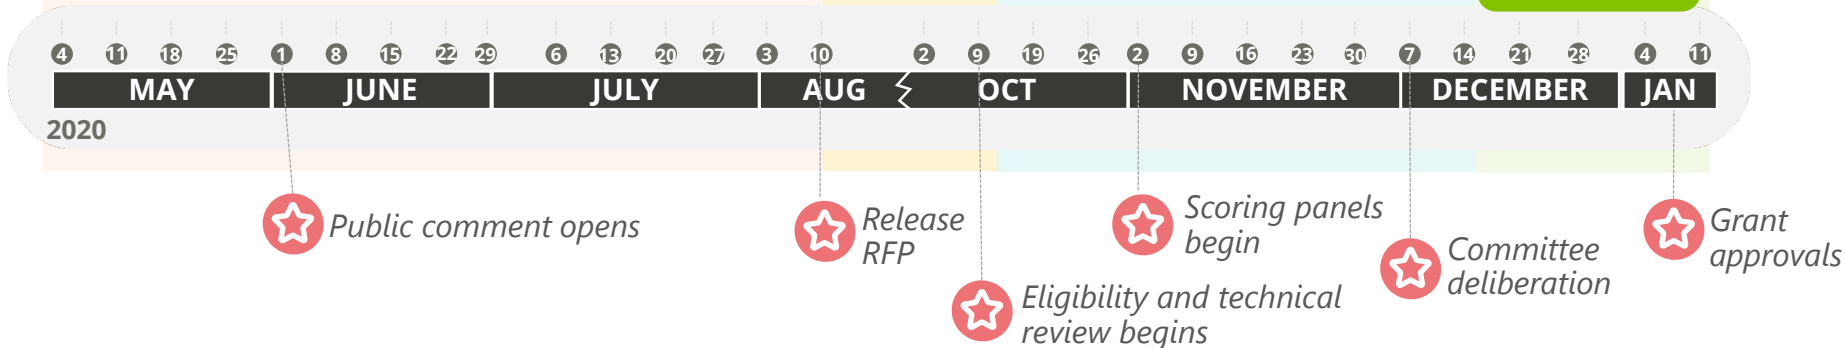 4 11 18 25 1 8 15 22 29 6 13 20 27 3 10 2 9 19 26 2 9 16 23 30 7 14 21 28 4 11
MAY JUNE JULY AUG OCT NOVEMBER DECEMBER JAN
2020
Public comment opens
Release
RFP
Eligibility and technical
review begins
Scoring panels
begin
Committee
deliberation
Grant
approvals